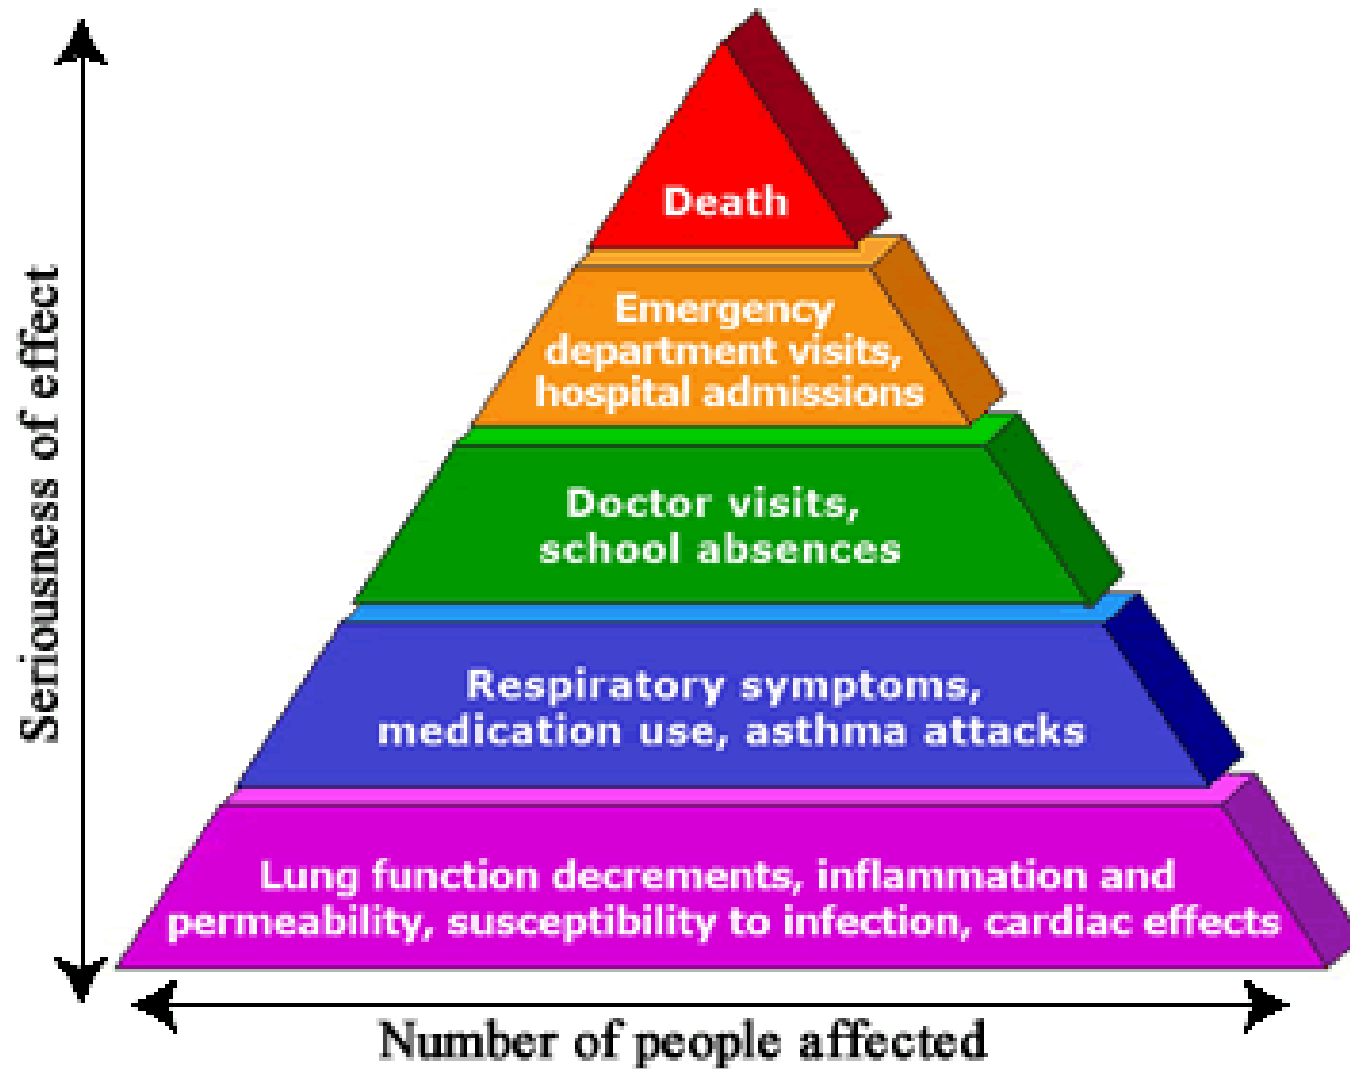 Seriousness of effect
Death
Emergency
department visits,
hospital admissions
Doctor visits,
school absences
Respiratory symptoms,
medication use, asthma attacks
Lung function decrements, inflammation and
permeability, susceptibility to infection, cardiac effects
Number of people affected